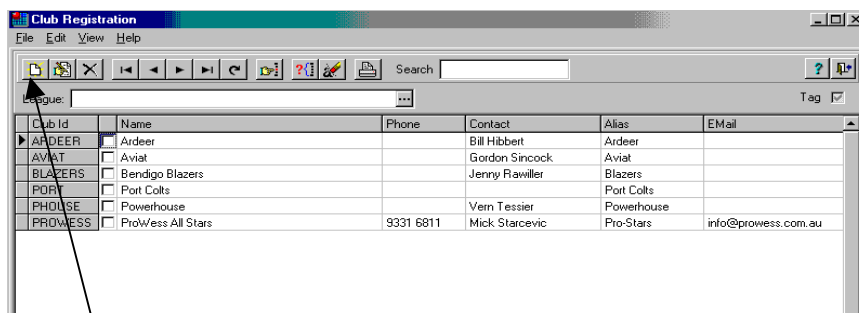 Club Registration
File Edit View Help
Search
League: Tag
Club Id Name Phone Contact Alias EMail
ARDEER Ardeer Bill Hibbert Ardeer
AVIAT Aviat Gordon Sincock Aviat
BLAZERS Bendigo Blazers Jenny Rawiller Blazers
PORT Port Colts Port Colts
PHOUSE Powerhouse Vern Tessier Powerhouse
PROWESS ProWess All Stars 9331 6811 Mick Starcevic Pro-Stars info@prowess.com.au